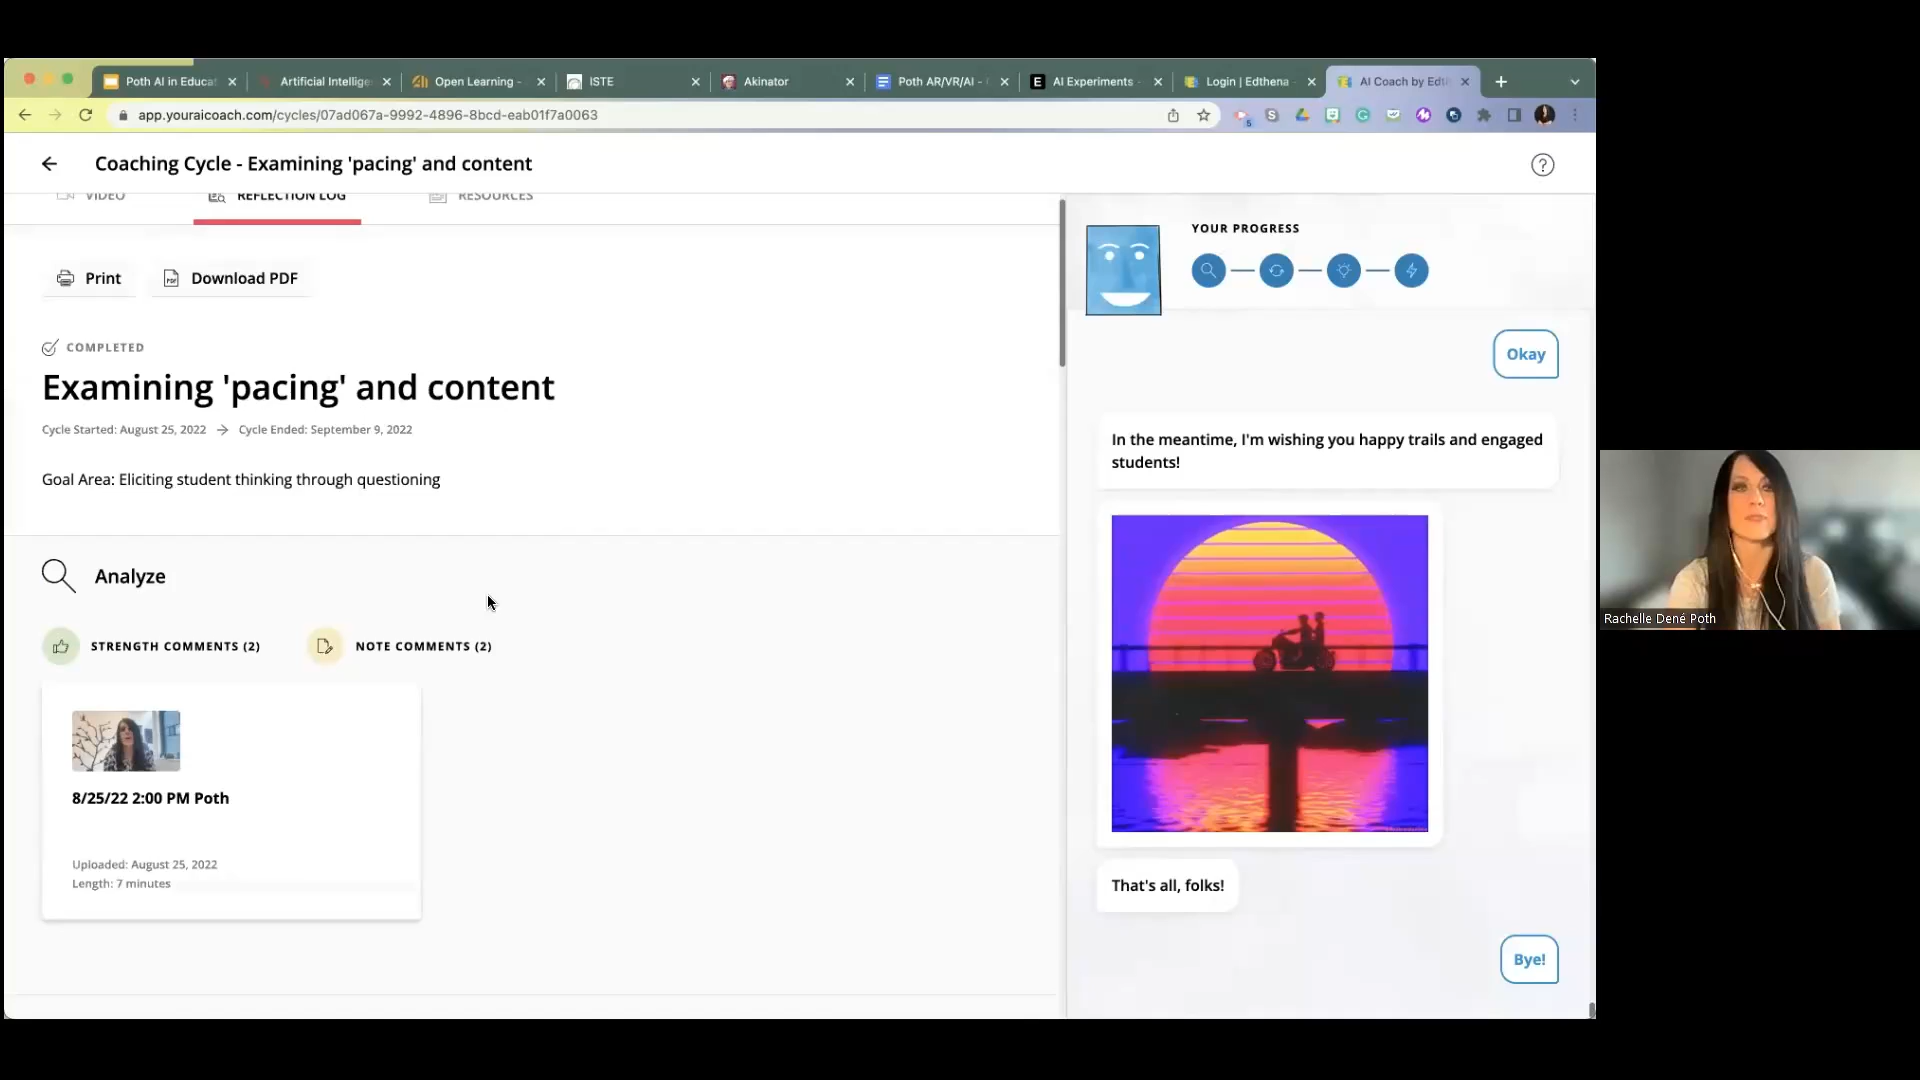 Poth AI in Educa
Artificial Intellige
Open Learning -
ISTE
Akinator
Poth AR/VR/AI -
AI Experiments -
Login | Edthena
AI Coach by Edt
app.youraicoach.com/cycles/07ad067a-9992-4896-8bcd-eab01f7a0063
5
Coaching Cycle - Examining 'pacing' and content
VIDEO
REFLECTION LOG
RESOURCES
Print
Download PDF
COMPLETED
Examining 'pacing' and content
Cycle Started: August 25, 2022 → Cycle Ended: September 9, 2022
Goal Area: Eliciting student thinking through questioning
Analyze
STRENGTH COMMENTS (2)
NOTE COMMENTS (2)
8/25/22 2:00 PM Poth
Uploaded: August 25, 2022
Length: 7 minutes
YOUR PROGRESS
Okay
In the meantime, I'm wishing you happy trails and engaged
students!
That's all, folks!
Bye!
Rachelle Dené Poth